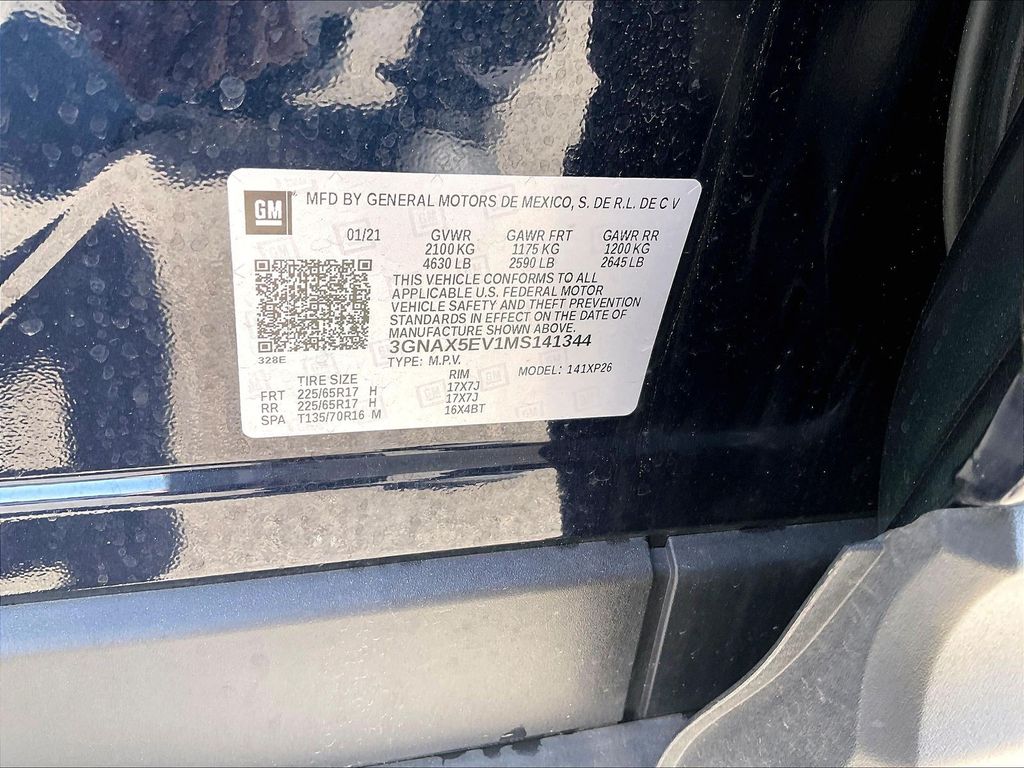 GM MFD BY GENERAL MOTORS DE MEXICO, S. DE R.L. DE C V
01/21 GVWR GAWR FRT GAWR RR
2100 KG 1175 KG 1200 KG
4630 LB 2590 LB 2645 LB
THIS VEHICLE CONFORMS TO ALL
APPLICABLE U.S. FEDERAL MOTOR
VEHICLE SAFETY AND THEFT PREVENTION
STANDARDS IN EFFECT ON THE DATE OF
MANUFACTURE SHOWN ABOVE.
3GNAX5EV1MS141344
328E TYPE: M.P.V. MODEL: 141XP26
TIRE SIZE RIM
FRT 225/65R17 H 17X7J
RR 225/65R17 H 17X7J
SPA T135/70R16 M 16X4BT